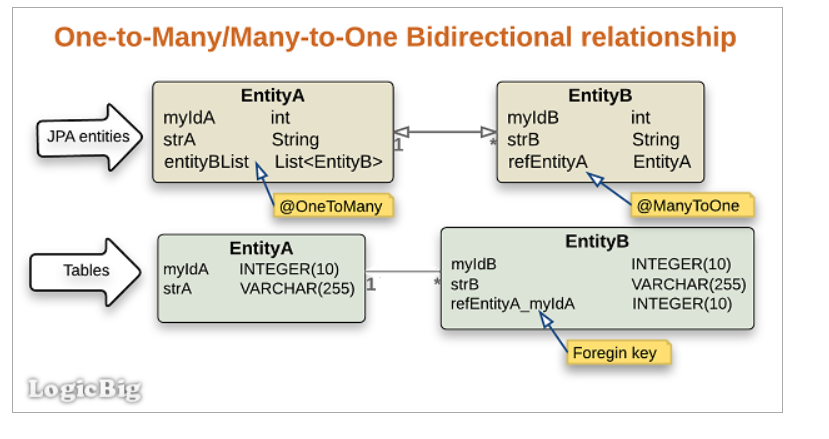 One-to-Many/Many-to-One Bidirectional relationship
JPA entities
EntityA
myIdA int
strA String
entityBList List<EntityB>
1
*
EntityB
myIdB int
strB String
refEntityA EntityA
@OneToMany
@ManyToOne
Tables
EntityA
myIdA INTEGER(10)
strA VARCHAR(255)
1
*
EntityB
myIdB INTEGER(10)
strB VARCHAR(255)
refEntityA_myIdA INTEGER(10)
Foregin key
LogicBig